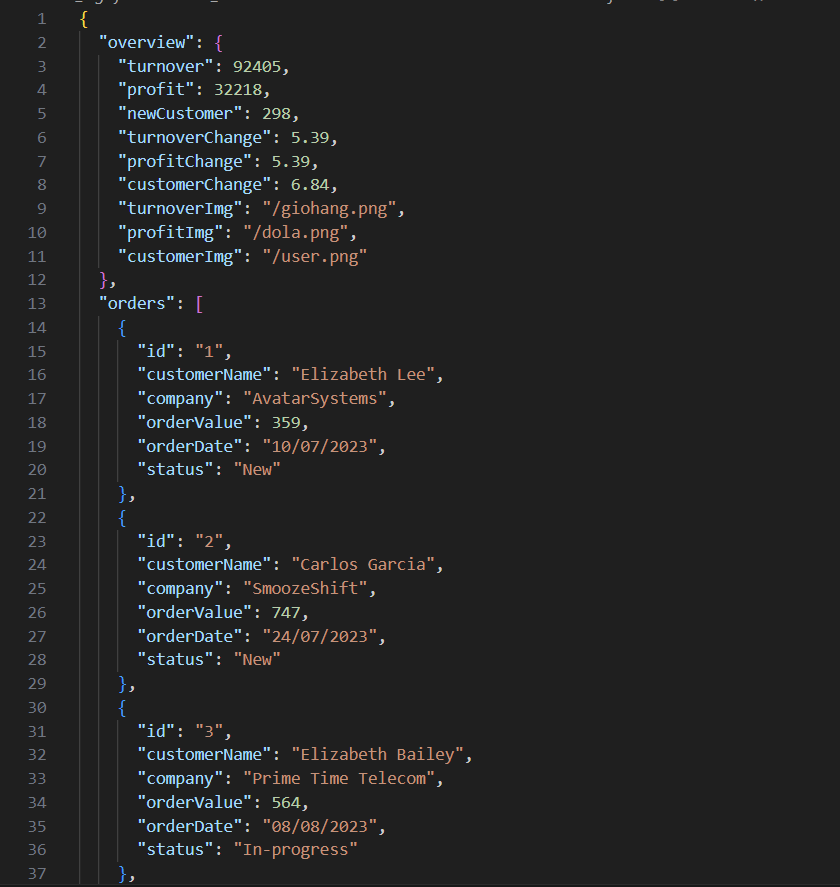 1 {
2   "overview": {
3     "turnover": 92405,
4     "profit": 32218,
5     "newCustomer": 298,
6     "turnoverChange": 5.39,
7     "profitChange": 5.39,
8     "customerChange": 6.84,
9     "turnoverImg": "/giohang.png",
10     "profitImg": "/dola.png",
11     "customerImg": "/user.png"
12   },
13   "orders": [
14     {
15       "id": "1",
16       "customerName": "Elizabeth Lee",
17       "company": "AvatarSystems",
18       "orderValue": 359,
19       "orderDate": "10/07/2023",
20       "status": "New"
21     },
22     {
23       "id": "2",
24       "customerName": "Carlos Garcia",
25       "company": "SmoozeShift",
26       "orderValue": 747,
27       "orderDate": "24/07/2023",
28       "status": "New"
29     },
30     {
31       "id": "3",
32       "customerName": "Elizabeth Bailey",
33       "company": "Prime Time Telecom",
34       "orderValue": 564,
35       "orderDate": "08/08/2023",
36       "status": "In-progress"
37     },